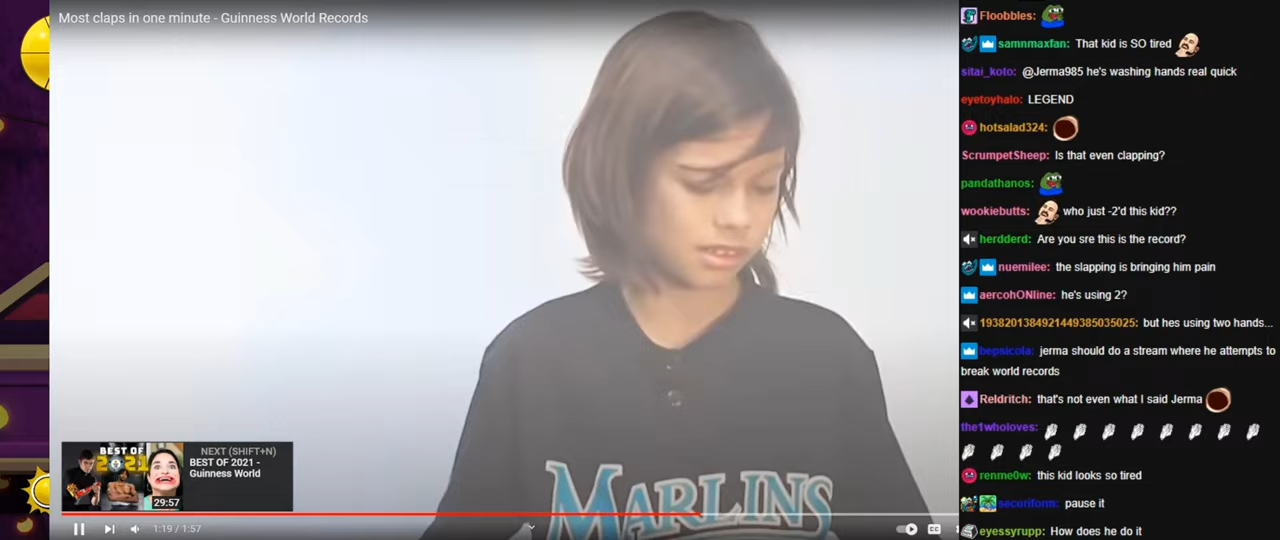 Most claps in one minute - Guinness World Records
MARLINS
BEST OF
2021
29:57
NEXT (SHIFT+N)
BEST OF 2021 -
Guinness World
1:19 / 1:57
CC
Floobbles:
samnmaxfan: That kid is SO tired
sitai_koto: @Jerma985 he's washing hands real quick
eyetoyhalo: LEGEND
hotsalad324:
ScrumpetSheep: Is that even clapping?
pandathanos:
wookiebutts: who just -2'd this kid??
herdderd: Are you sre this is the record?
nuemilee: the slapping is bringing him pain
aercohONline: he's using 2?
1938201384921449385035025: but hes using two hands...
bepsicola: jerma should do a stream where he attempts to
break world records
Reldritch: that's not even what I said Jerma
the1wholoves:
renme0w: this kid looks so tired
secoriform: pause it
eyessyrupp: How does he do it